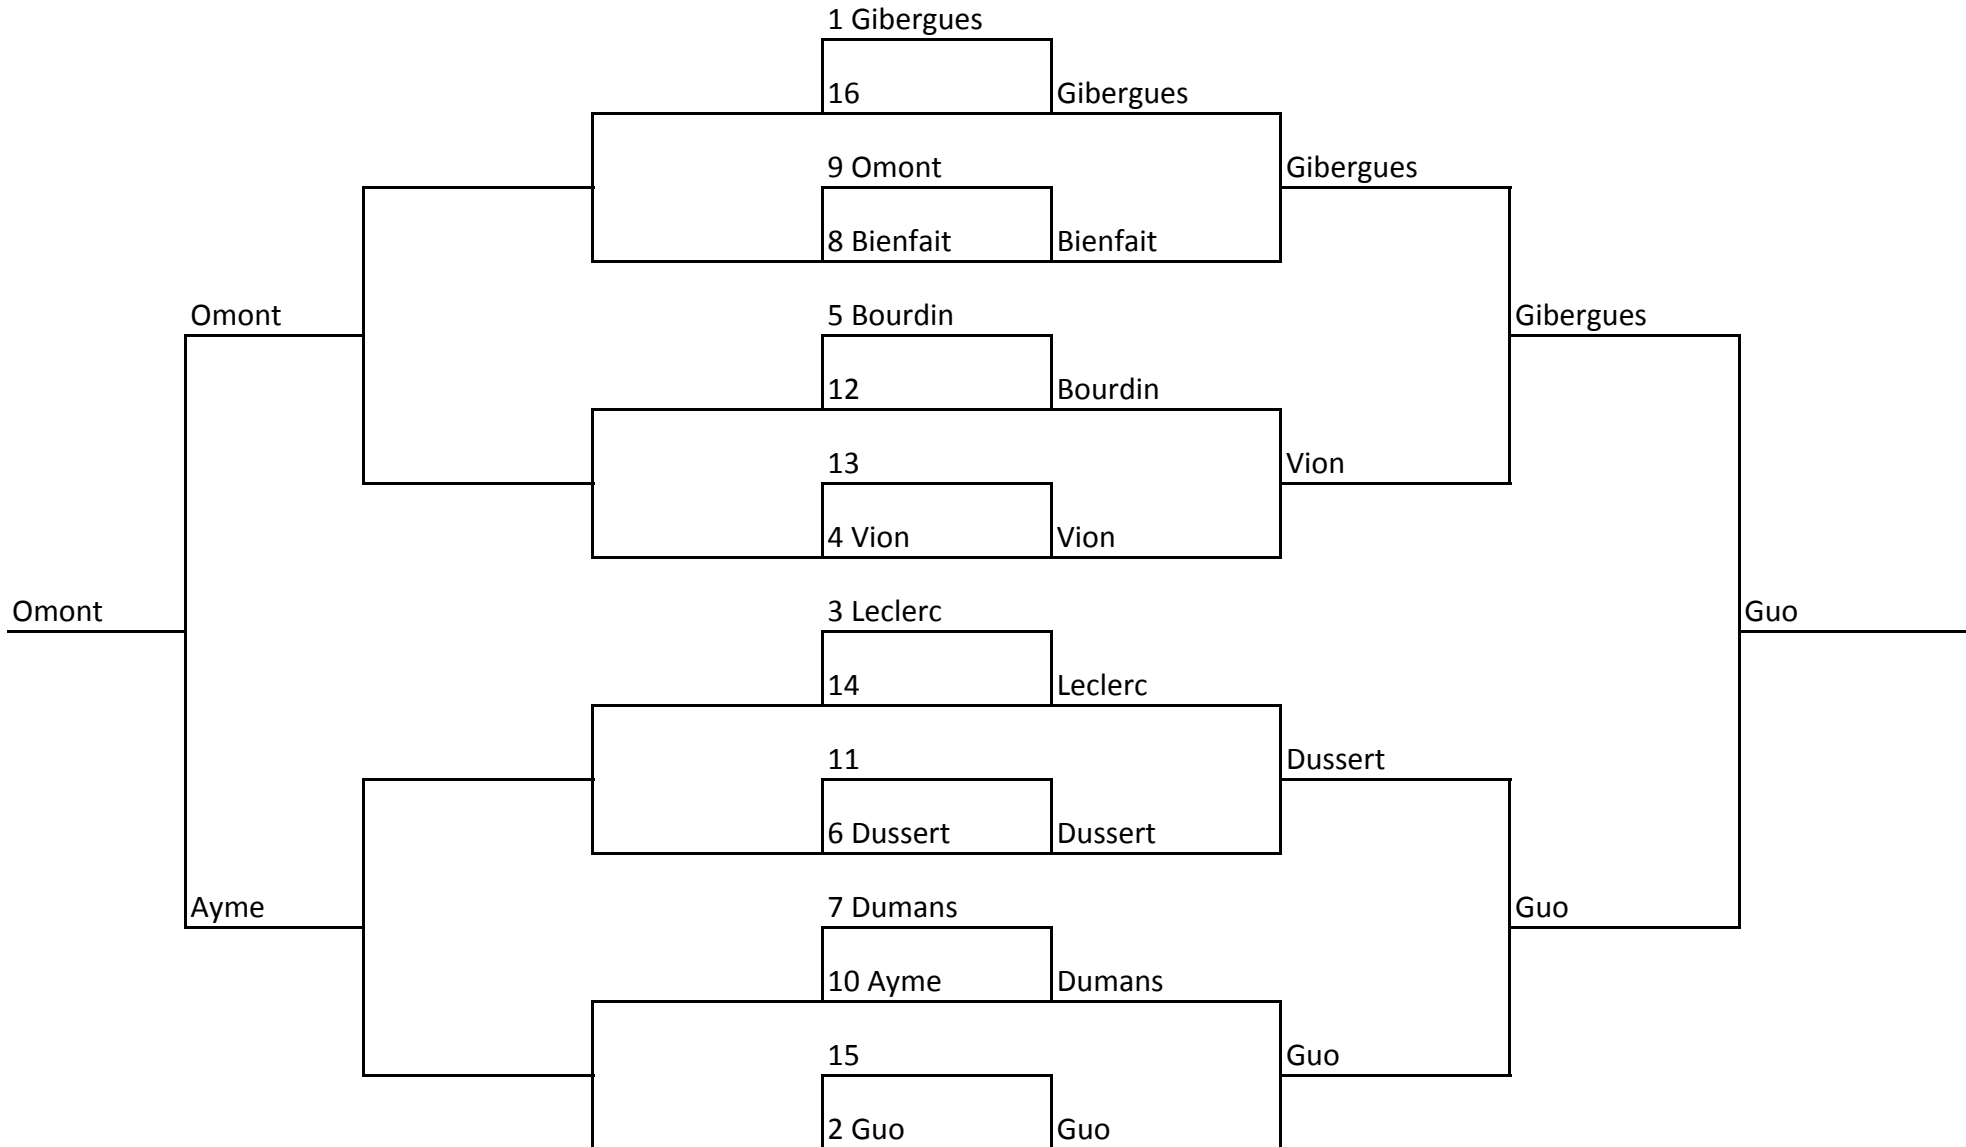 1 Gibergues
16
Gibergues
9 Omont
Gibergues
8 Bienfait
Bienfait
Omont
5 Bourdin
Gibergues
12
Bourdin
13
Vion
4 Vion
Vion
Omont
3 Leclerc
Guo
14
Leclerc
11
Dussert
6 Dussert
Dussert
Ayme
7 Dumans
Guo
10 Ayme
Dumans
15
Guo
2 Guo
Guo